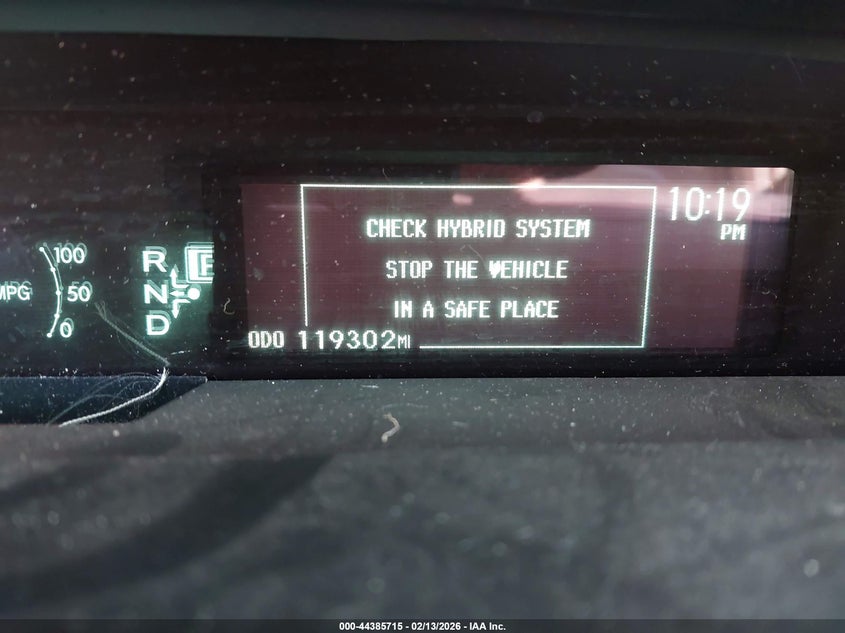 100
MPG 50
0
R
N
D
CHECK HYBRID SYSTEM
STOP THE VEHICLE
IN A SAFE PLACE
10:19
PM
ODO 119302MI
000-44385715 - 02/13/2026 - IAA Inc.